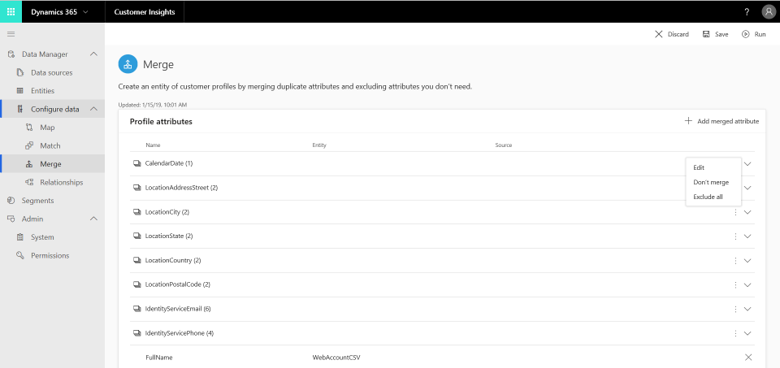 Dynamics 365
Customer Insights
?
Discard
Save
Run
Data Manager
Data sources
Entities
Configure data
Map
Match
Merge
Relationships
Segments
Admin
System
Permissions
Merge
Create an entity of customer profiles by merging duplicate attributes and excluding attributes you don't need.
Updated: 1/15/19, 10:01 AM
Profile attributes
Add merged attribute
Name Entity Source
CalendarDate (1)
LocationAddressStreet (2)
LocationCity (2)
LocationState (2)
LocationCountry (2)
LocationPostalCode (2)
IdentityServiceEmail (6)
IdentityServicePhone (4)
FullName WebAccountCSV
Edit
Don't merge
Exclude all